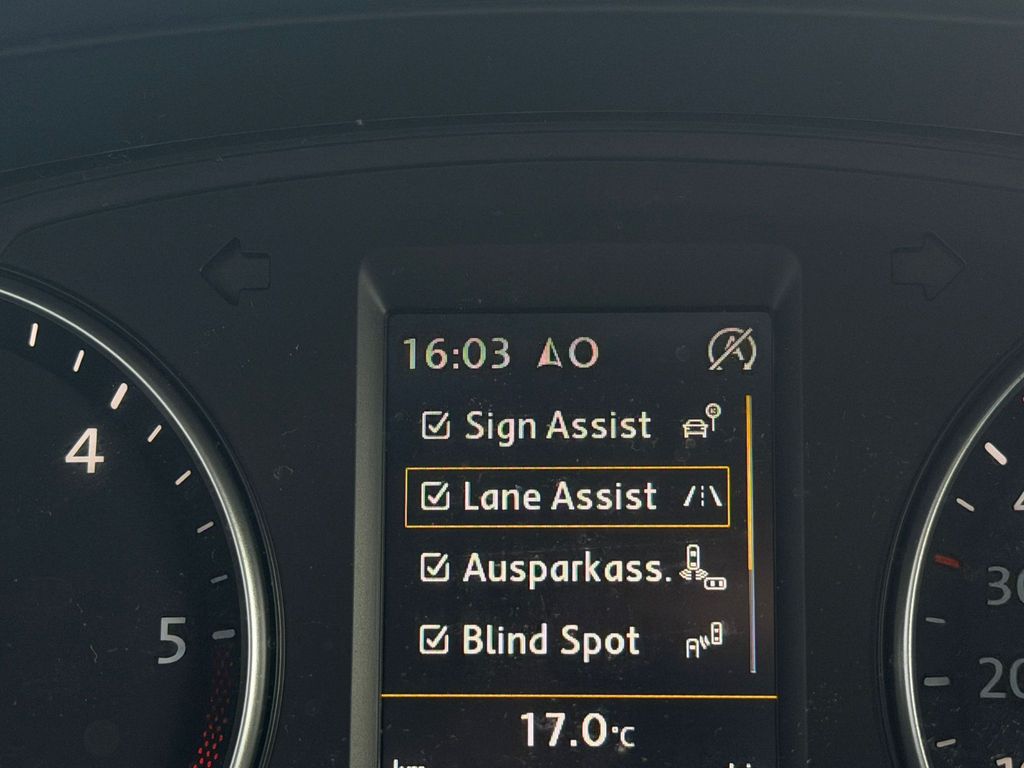 16:03 O
Sign Assist
Lane Assist
Ausparkass.
Blind Spot
17.0°C
4
5
30
20